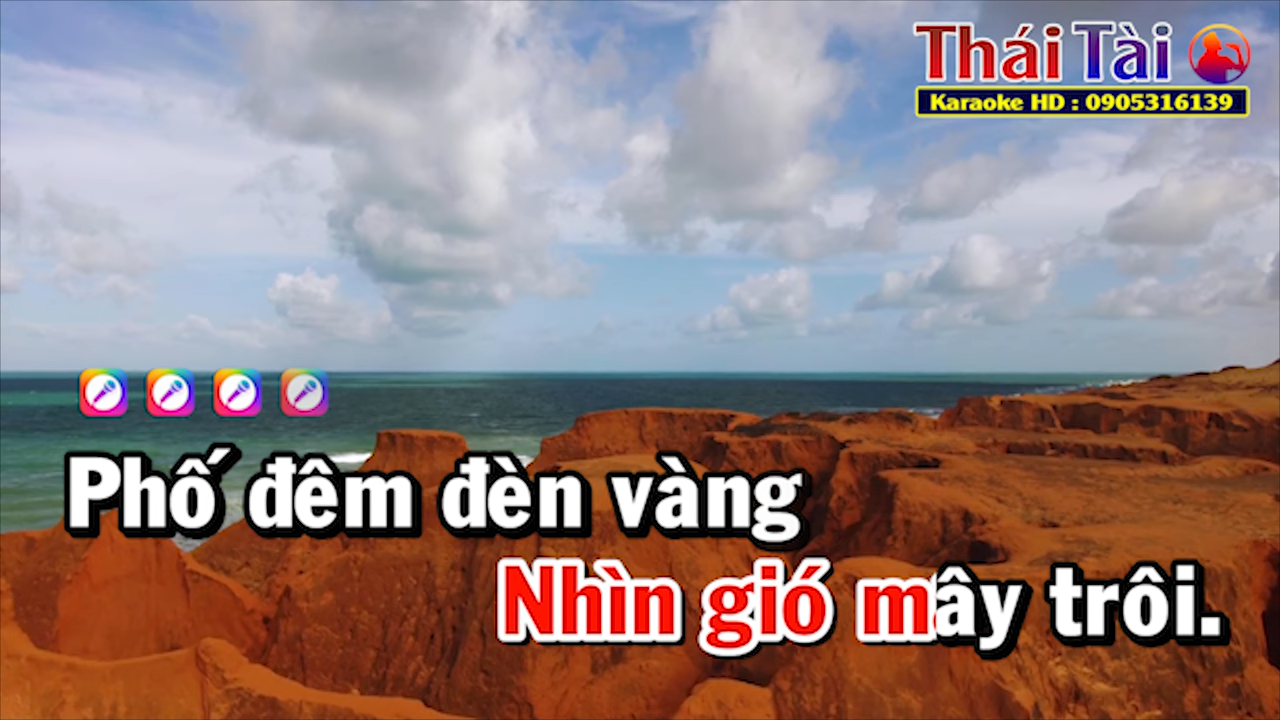 Thái Tài
Karaoke HD : 0905316139
Phố đêm đèn vàng
Nhìn gió mây trôi.